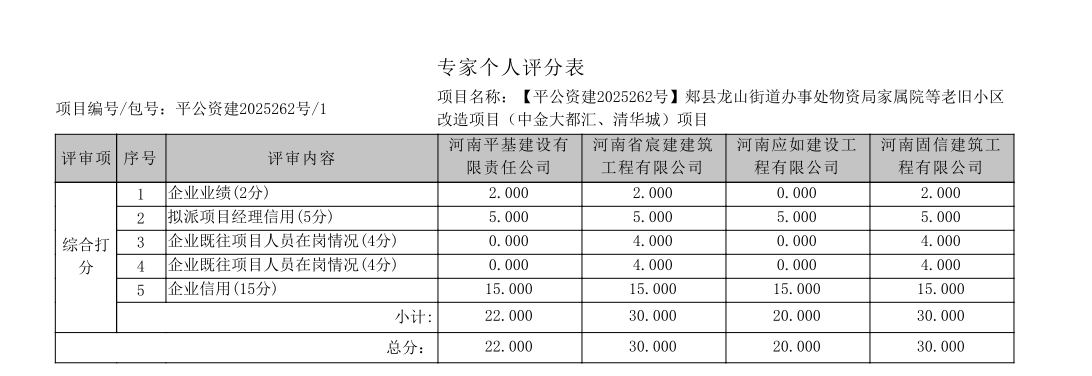 专家个人评分表
项目编号/包号：平公资建2025262号/1
项目名称：【平公资建2025262号】郏县龙山街道办事处物资局家属院等老旧小区
改造项目（中金大都汇、清华城）项目
评审项 序号 评审内容 河南平基建设有限责任公司 河南省宸建建筑工程有限公司 河南应如建设工程有限公司 河南固信建筑工程有限公司
综合打分
1 企业业绩(2分) 2.000 2.000 0.000 2.000
2 拟派项目经理信用(5分) 5.000 5.000 5.000 5.000
3 企业既往项目人员在岗情况(4分) 0.000 4.000 0.000 4.000
4 企业既往项目人员在岗情况(4分) 0.000 4.000 0.000 4.000
5 企业信用(15分) 15.000 15.000 15.000 15.000
小计: 22.000 30.000 20.000 30.000
总分： 22.000 30.000 20.000 30.000